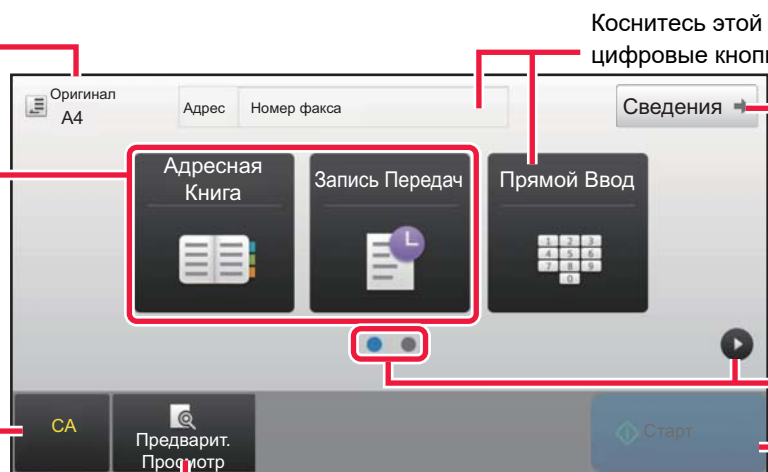 Коснитесь этой
цифровые кнопк
Оригинал
A4
Адрес
Номер факса
Сведения
Адресная
Книга
Запись Передач
Прямой Ввод
1 2 3
4 5 6
7 8 9
0
CA
Предварит.
Просмотр
Старт